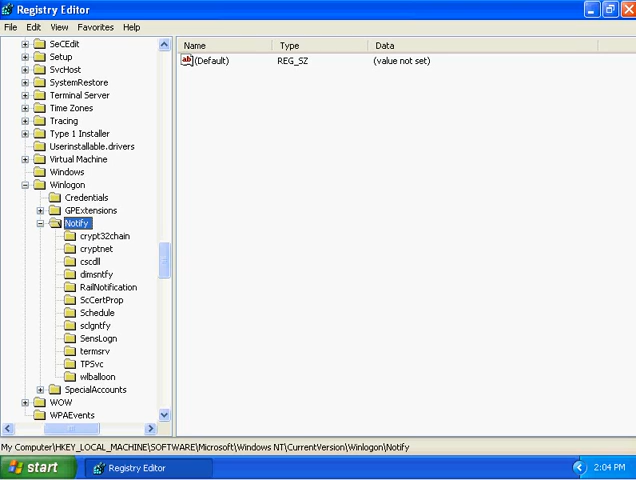 Registry Editor
File Edit View Favorites Help
SeCEdit
Setup
SvcHost
SystemRestore
Terminal Server
Time Zones
Tracing
Type 1 Installer
Userinstallable.drivers
Virtual Machine
Windows
Winlogon
Credentials
GPExtensions
Notify
crypt32chain
cryptnet
cscdll
dimsntfy
RailNotification
ScCertProp
Schedule
sclgntfy
SensLogn
termsrv
TPSvc
wlballoon
SpecialAccounts
WOW
WPAEvents
Name Type Data
ab (Default) REG_SZ (value not set)
My Computer\HKEY_LOCAL_MACHINE\SOFTWARE\Microsoft\Windows NT\CurrentVersion\Winlogon\Notify
start Registry Editor 2:04 PM